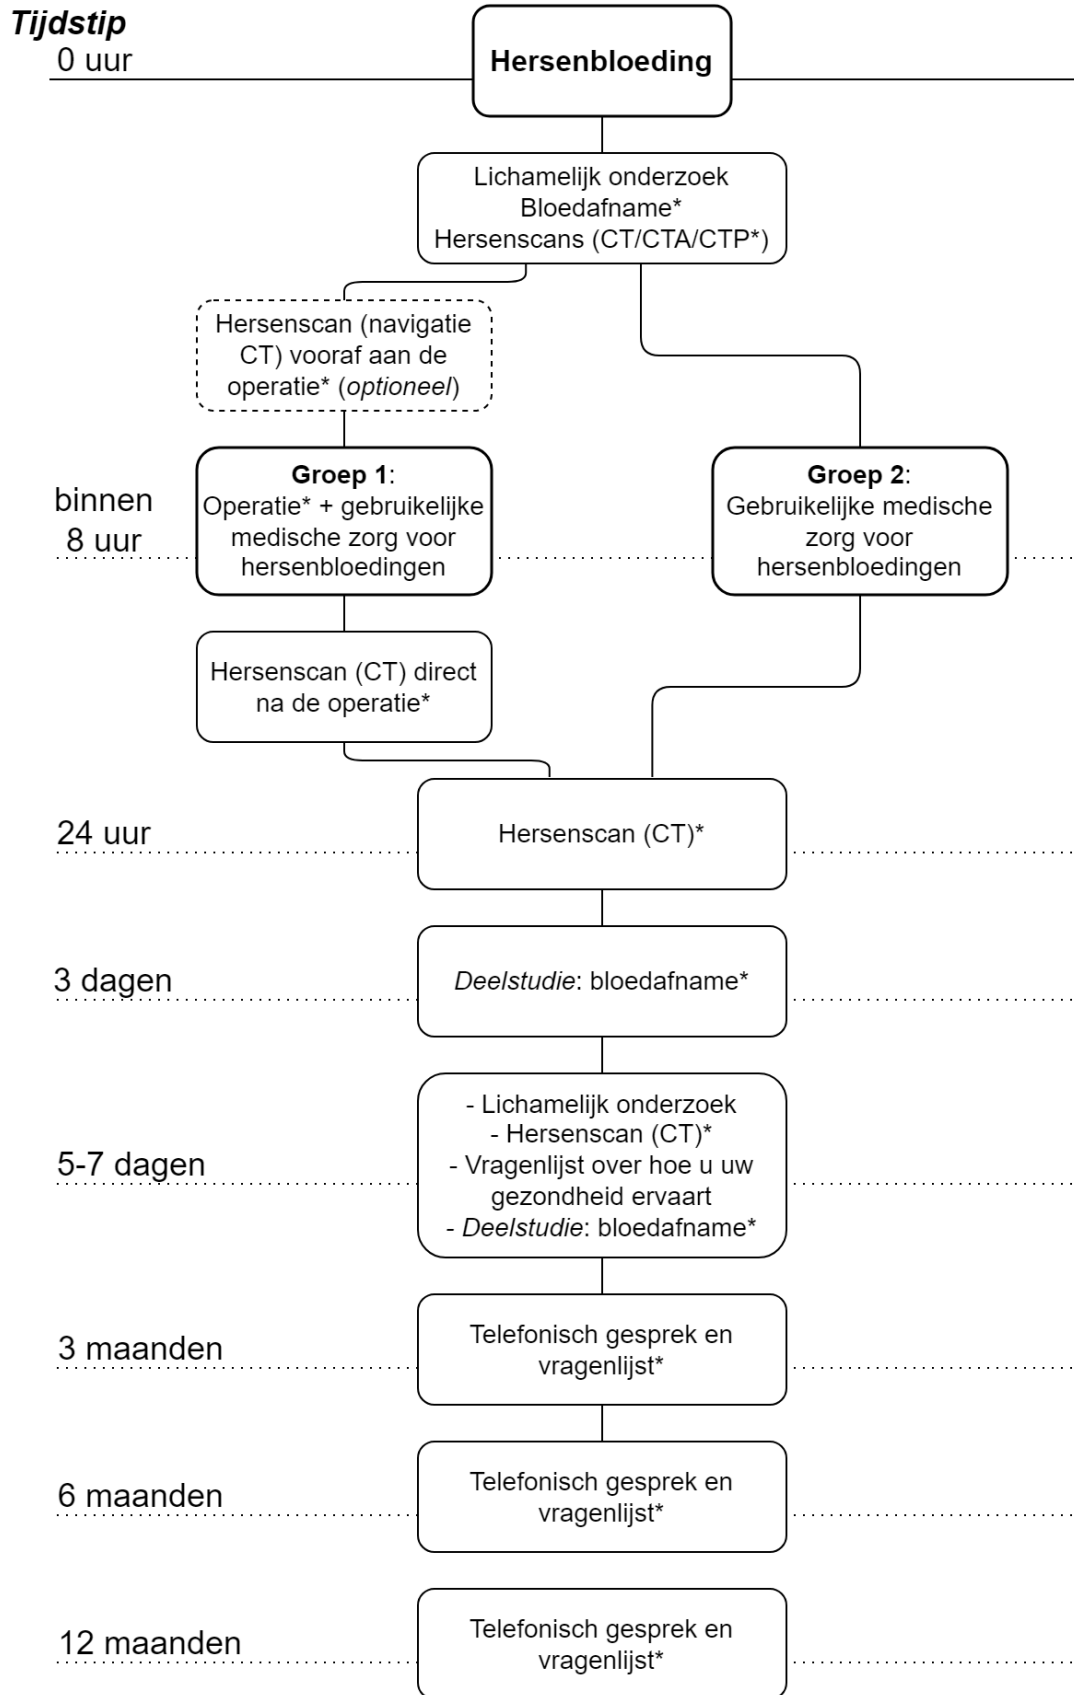 Tijdstip
0 uur
Hersenbloeding
Lichamelijk onderzoek
Bloedafname*
Hersenscans (CT/CTA/CTP*)
Hersenscan (navigatie
CT) vooraf aan de
operatie* (optioneel)
binnen
8 uur
Groep 1:
Operatie* + gebruikelijke
medische zorg voor
hersenbloedingen
Groep 2:
Gebruikelijke medische
zorg voor
hersenbloedingen
Hersenscan (CT) direct
na de operatie*
24 uur
Hersenscan (CT)*
3 dagen
Deelstudie: bloedafname*
5-7 dagen
- Lichamelijk onderzoek
- Hersenscan (CT)*
- Vragenlijst over hoe u uw
gezondheid ervaart
- Deelstudie: bloedafname*
3 maanden
Telefonisch gesprek en
vragenlijst*
6 maanden
Telefonisch gesprek en
vragenlijst*
12 maanden
Telefonisch gesprek en
vragenlijst*